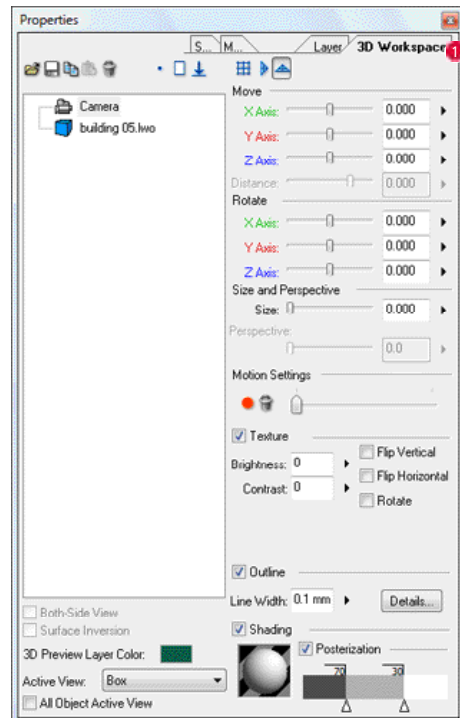 Properties
S... M... Layer 3D Workspace 1
Camera
building 05.lwo
Move
X Axis: 0.000
Y Axis: 0.000
Z Axis: 0.000
Distance: 0.000
Rotate
X Axis: 0.000
Y Axis: 0.000
Z Axis: 0.000
Size and Perspective
Size: 0.000
Perspective:
0.0
Motion Settings
Texture
Brightness: 0
Contrast: 0
Flip Vertical
Flip Horizontal
Rotate
Outline
Line Width: 0.1 mm Details...
Both-Side View
Surface Inversion
3D Preview Layer Color:
Active View: Box
All Object Active View
Shading
Posterization
70 30